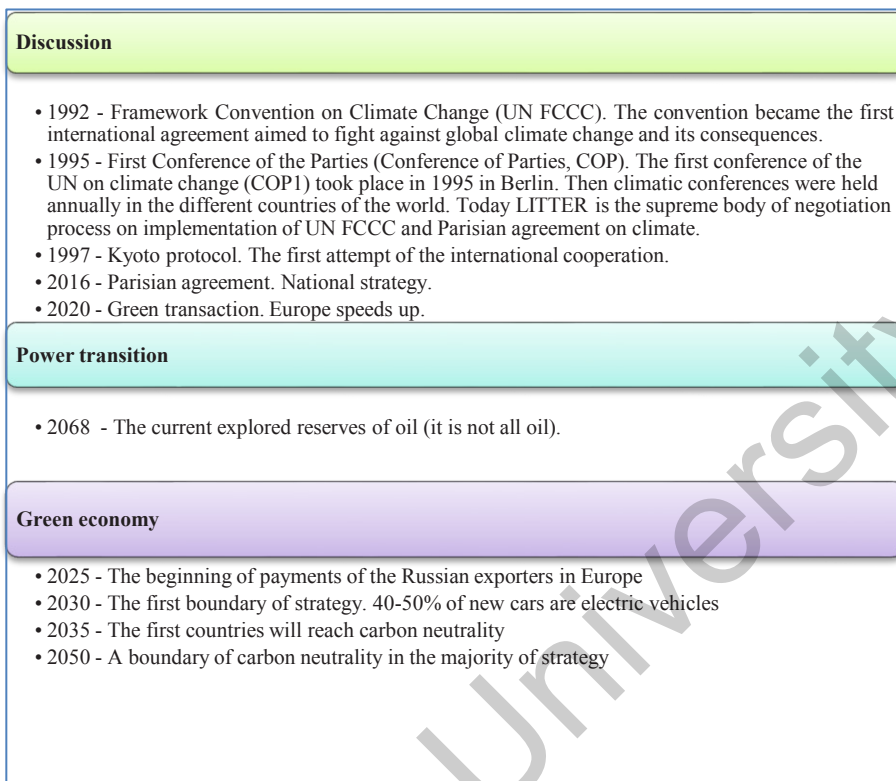 Discussion
• 1992 - Framework Convention on Climate Change (UN FCCC). The convention became the first
international agreement aimed to fight against global climate change and its consequences.
• 1995 - First Conference of the Parties (Conference of Parties, COP). The first conference of the
UN on climate change (COP1) took place in 1995 in Berlin. Then climatic conferences were held
annually in the different countries of the world. Today LITTER is the supreme body of negotiation
process on implementation of UN FCCC and Parisian agreement on climate.
• 1997 - Kyoto protocol. The first attempt of the international cooperation.
• 2016 - Parisian agreement. National strategy.
• 2020 - Green transaction. Europe speeds up.
Power transition
• 2068 - The current explored reserves of oil (it is not all oil).
Green economy
• 2025 - The beginning of payments of the Russian exporters in Europe
• 2030 - The first boundary of strategy. 40-50% of new cars are electric vehicles
• 2035 - The first countries will reach carbon neutrality
• 2050 - A boundary of carbon neutrality in the majority of strategy
University